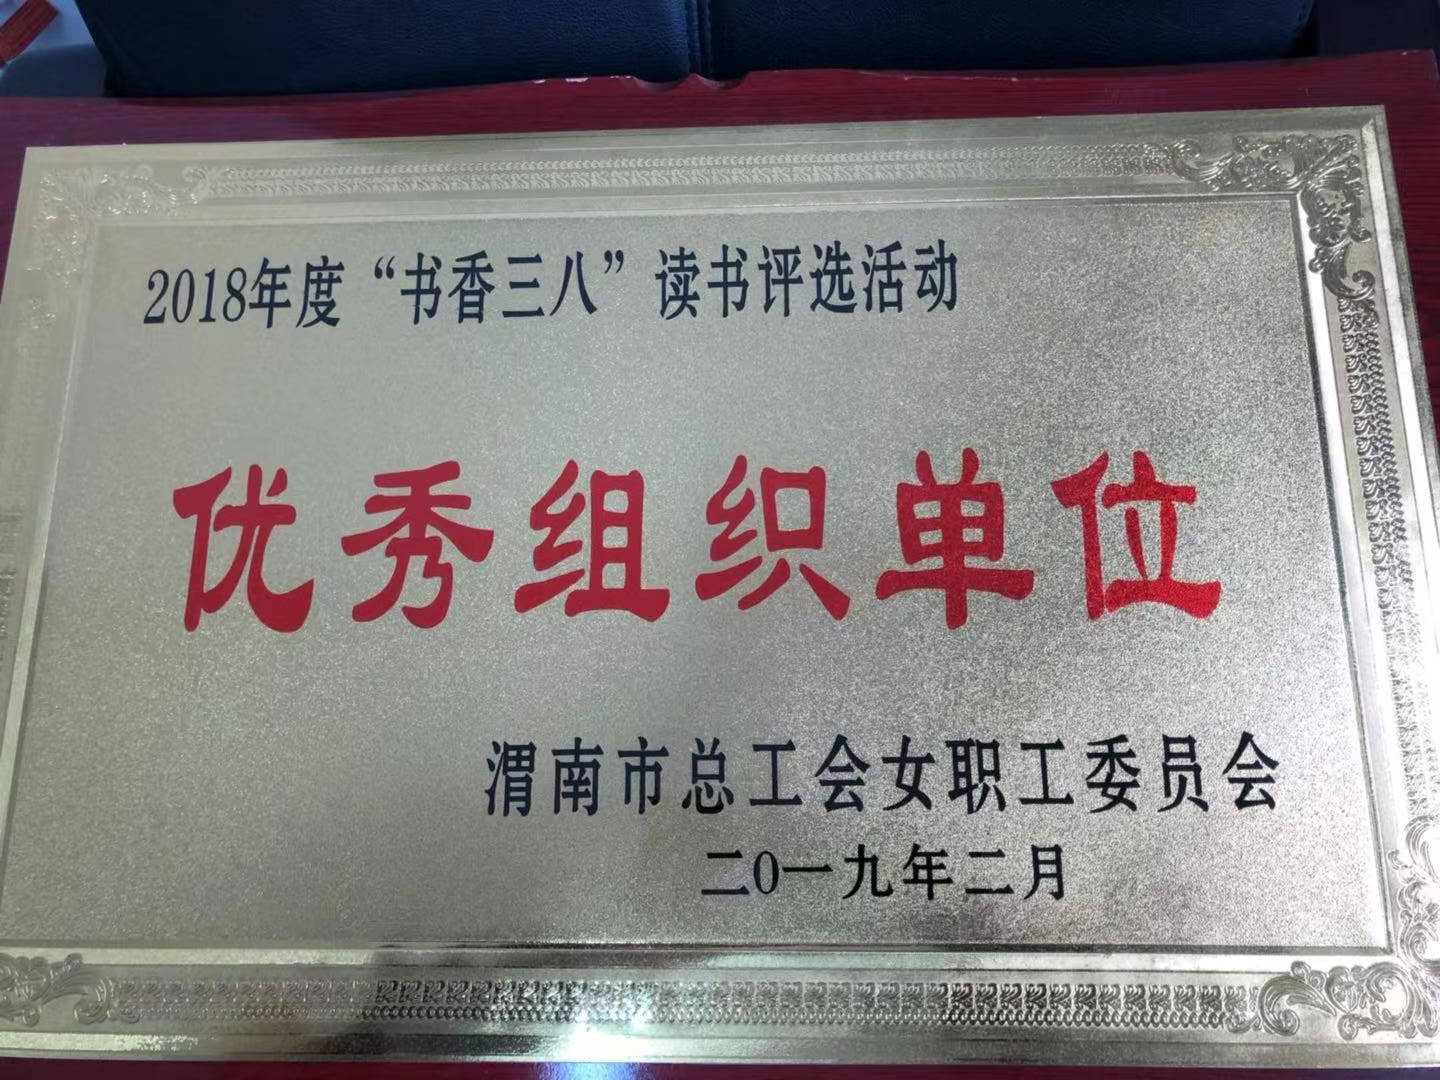 2018年度“书香三八”读书评选活动
优秀组织单位
渭南市总工会女职工委员会
二0一九年二月